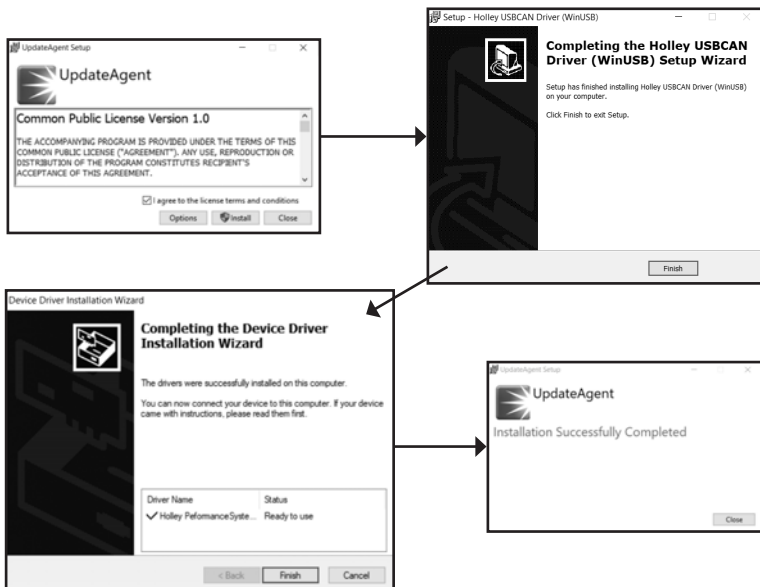 UpdateAgent Setup
UpdateAgent
Common Public License Version 1.0
THE ACCOMPANYING PROGRAM IS PROVIDED UNDER THE TERMS OF THIS
COMMON PUBLIC LICENSE ("AGREEMENT"). ANY USE, REPRODUCTION OR
DISTRIBUTION OF THE PROGRAM CONSTITUTES RECIPIENT'S
ACCEPTANCE OF THIS AGREEMENT.
I agree to the license terms and conditions
Options Install Close
Setup - Holley USBCAN Driver (WinUSB)
Completing the Holley USBCAN
Driver (WinUSB) Setup Wizard
Setup has finished installing Holley USBCAN Driver (WinUSB)
on your computer.
Click Finish to exit Setup.
Finish
Device Driver Installation Wizard
Completing the Device Driver
Installation Wizard
The drivers were successfully installed on this computer.
You can now connect your device to this computer. If your device
came with instructions, please read them first.
Driver Name Status
Holley PeformanceSyste... Ready to use
< Back Finish Cancel
UpdateAgent Setup
UpdateAgent
Installation Successfully Completed
Close